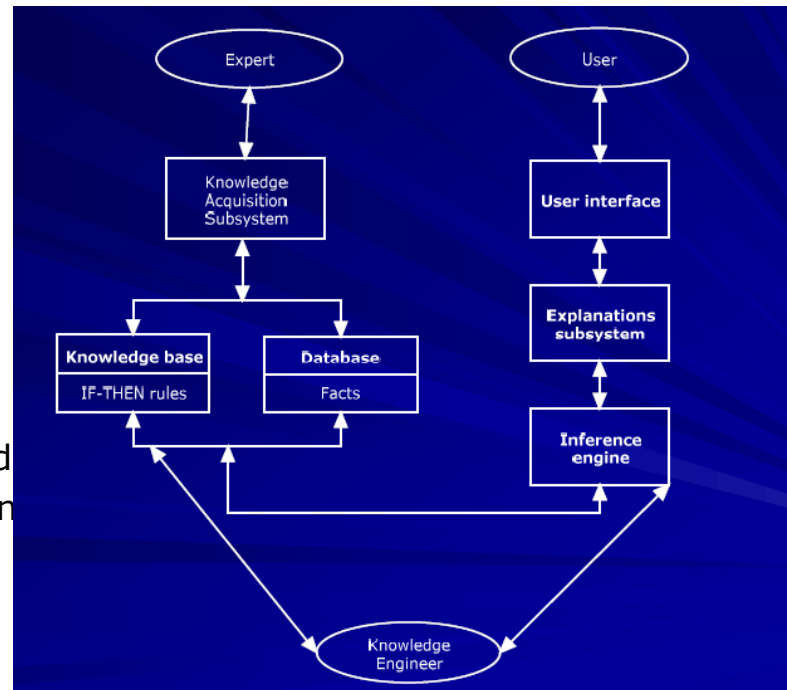 Expert
User
Knowledge
Acquisition
Subsystem
User interface
Explanations
subsystem
Knowledge base
IF-THEN rules
Database
Facts
Inference
engine
d
n
Knowledge
Engineer